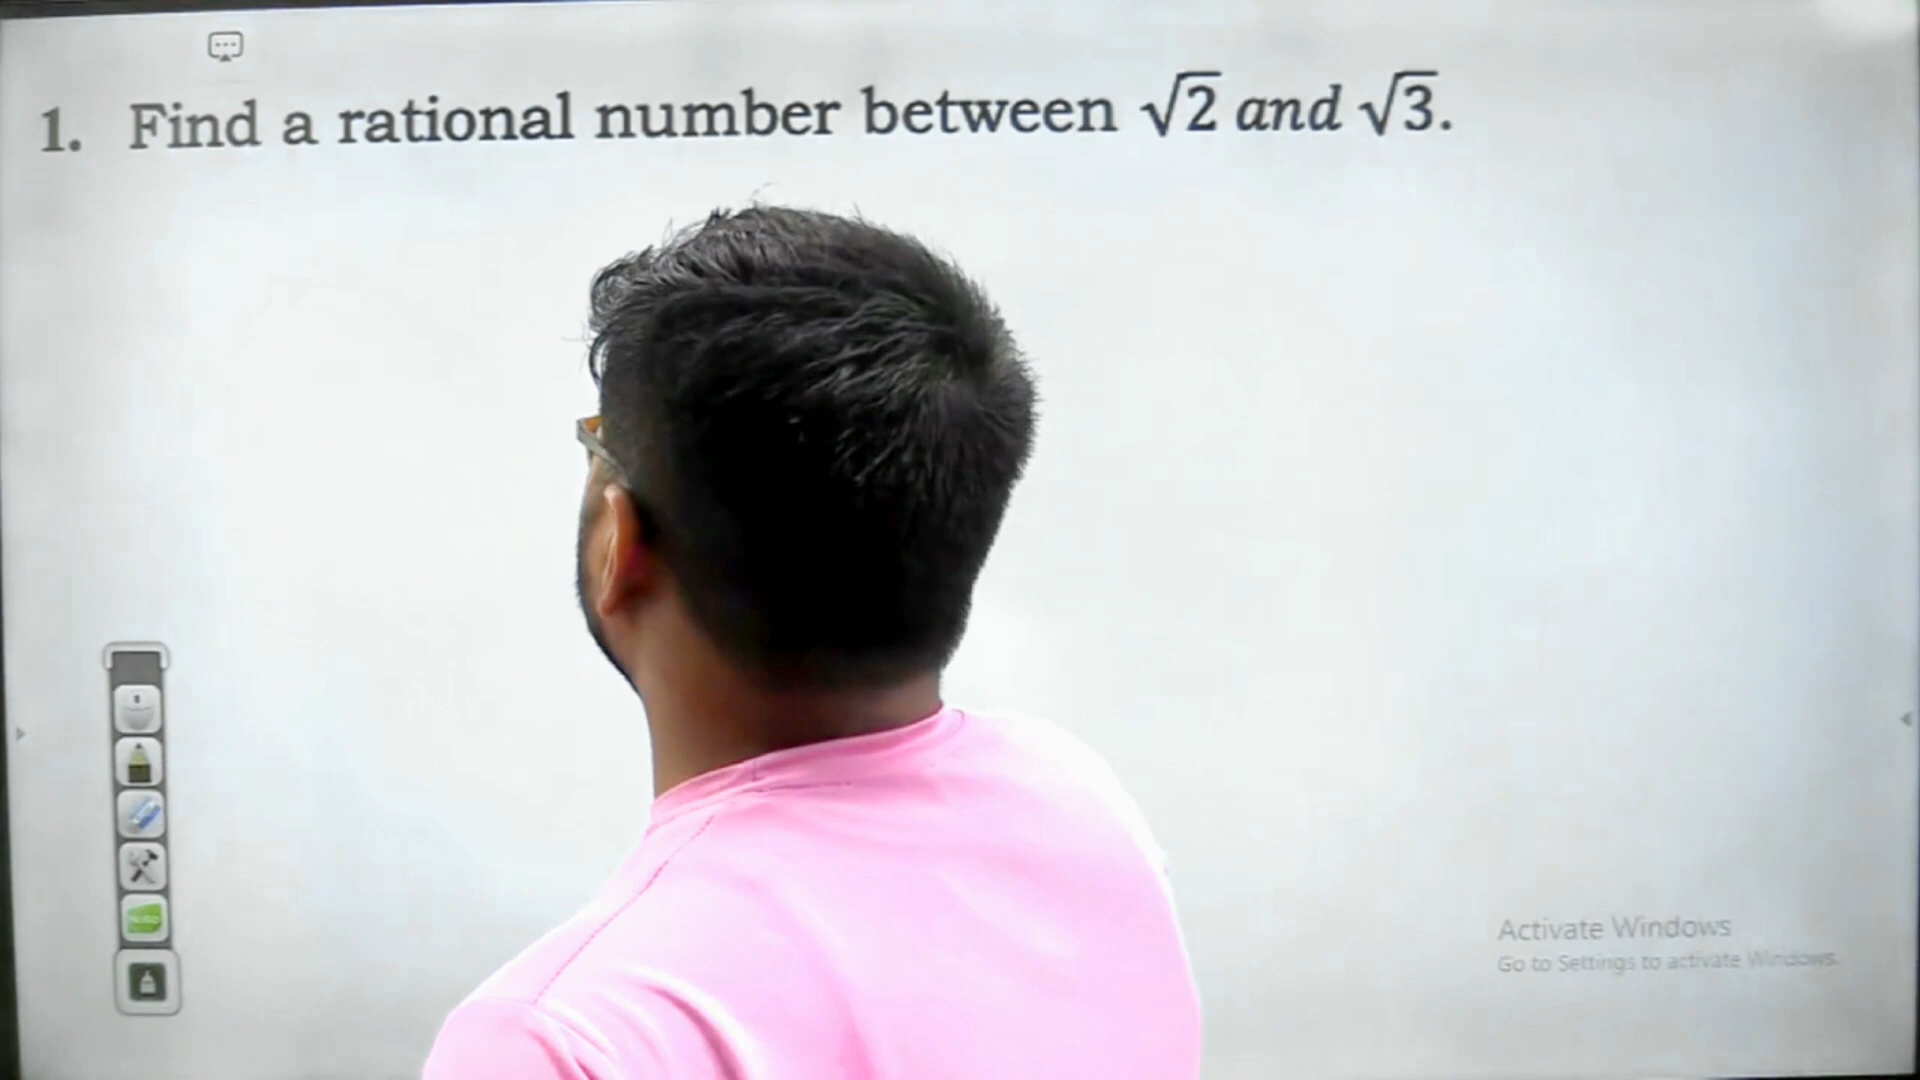 1. Find a rational number between √2 and √3.
Activate Windows
Go to Settings to activate Windows.